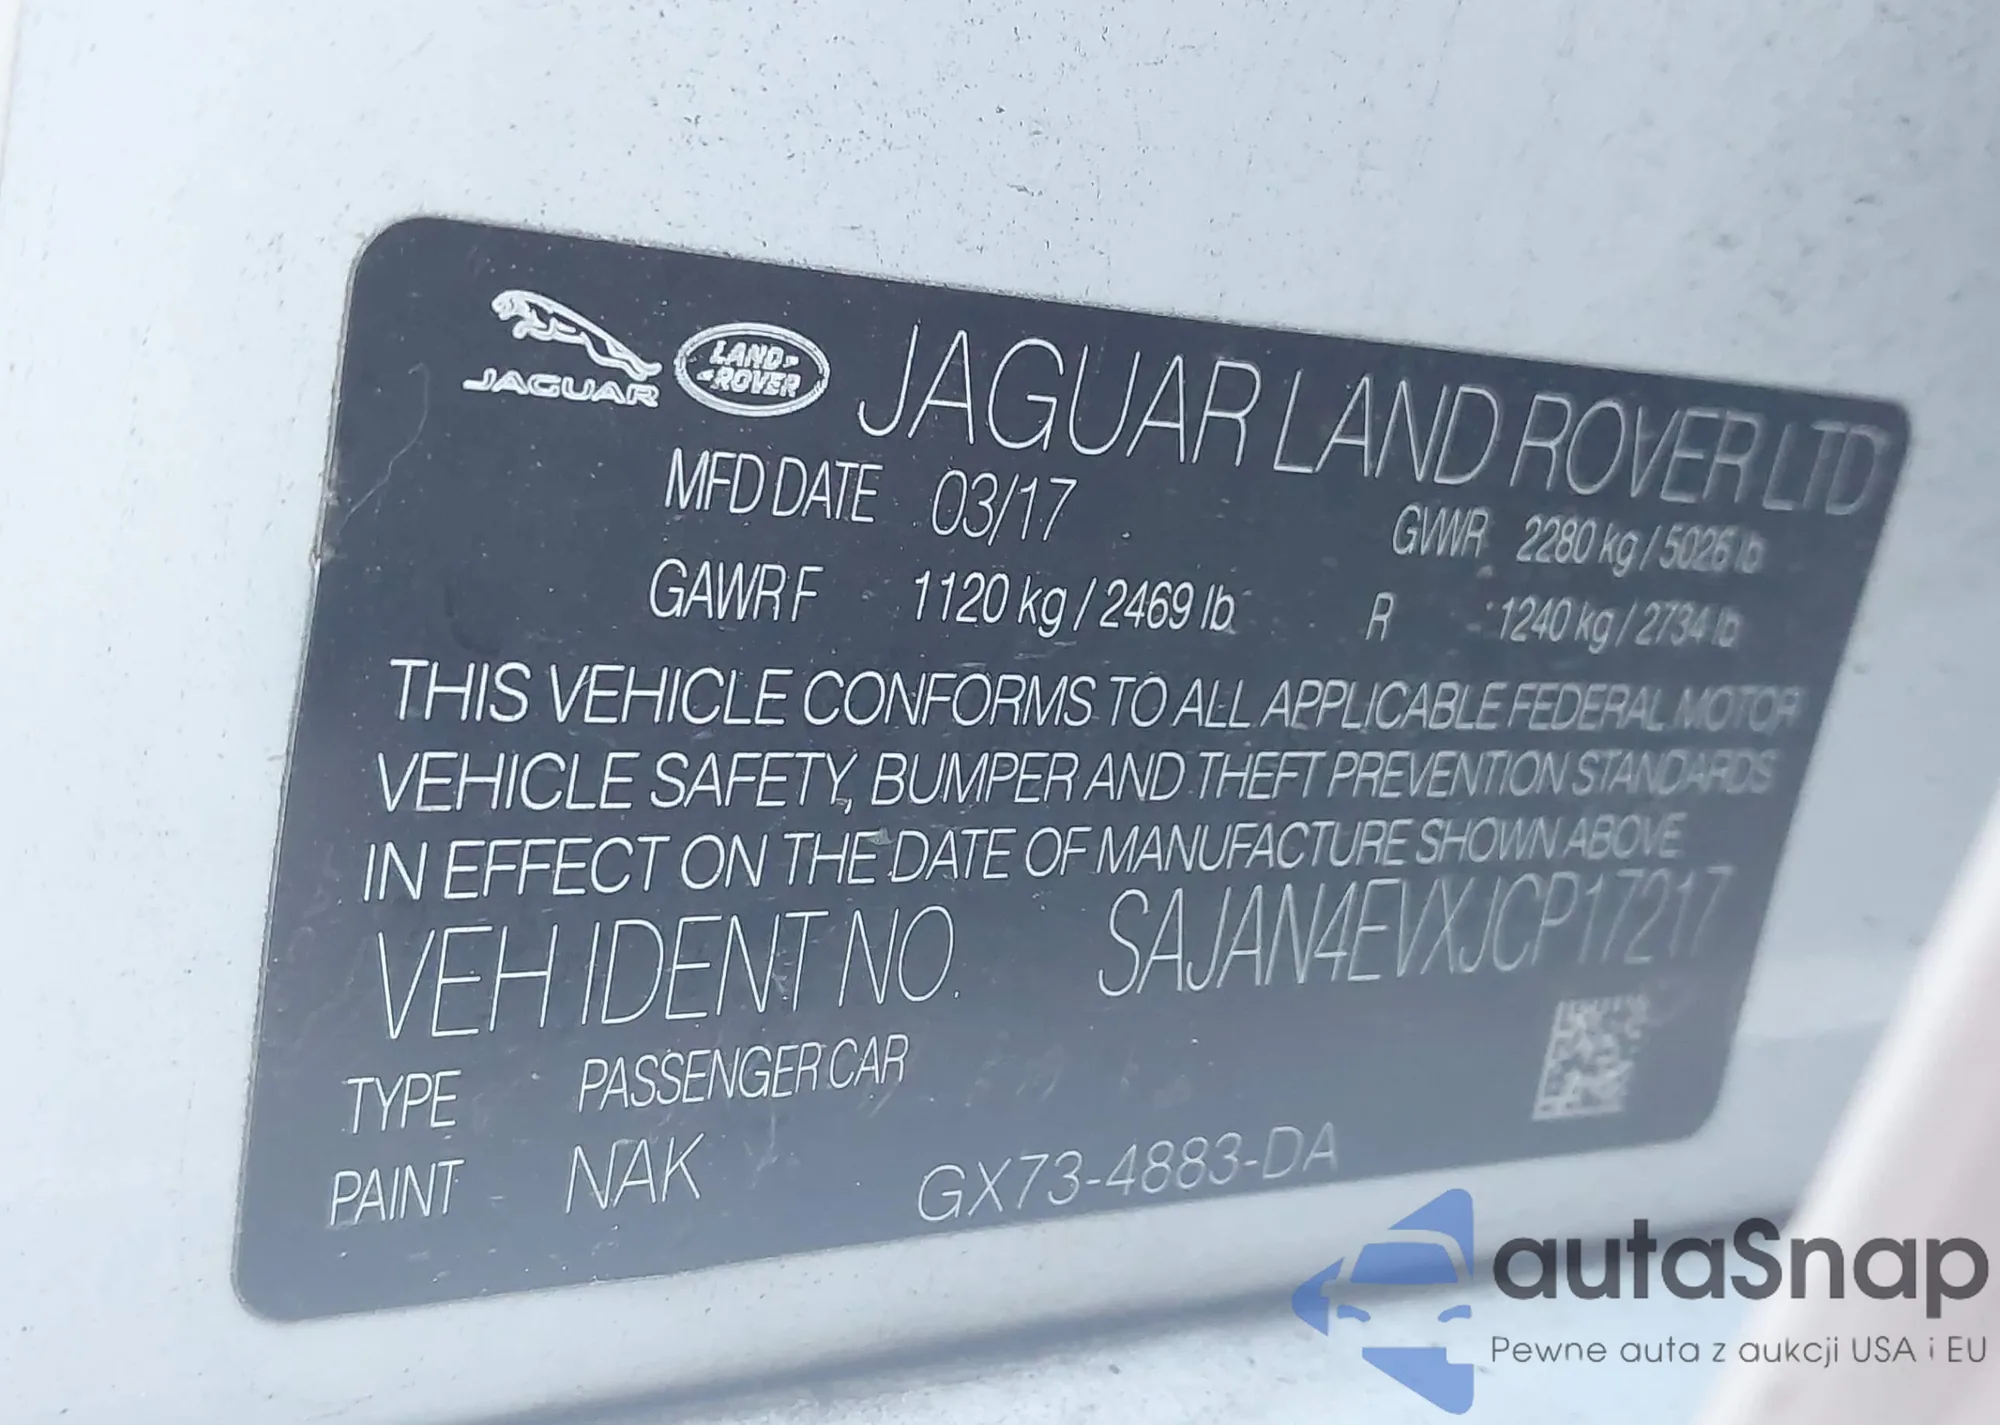 JAGUAR LAND ROVER JAGUAR LAND ROVER LTD
MFD DATE 03/17 GVWR 2280 kg / 5026 lb
GAWR F 1120 kg / 2469 lb R 1240 kg / 2734 lb
THIS VEHICLE CONFORMS TO ALL APPLICABLE FEDERAL MOTOR
VEHICLE SAFETY, BUMPER AND THEFT PREVENTION STANDARDS
IN EFFECT ON THE DATE OF MANUFACTURE SHOWN ABOVE
VEH IDENT NO. SAJAN4EVXJCP17217
TYPE PASSENGER CAR
PAINT NAK GX73-4883-DA
autaSnap
Pewne auta z aukcji USA i EU